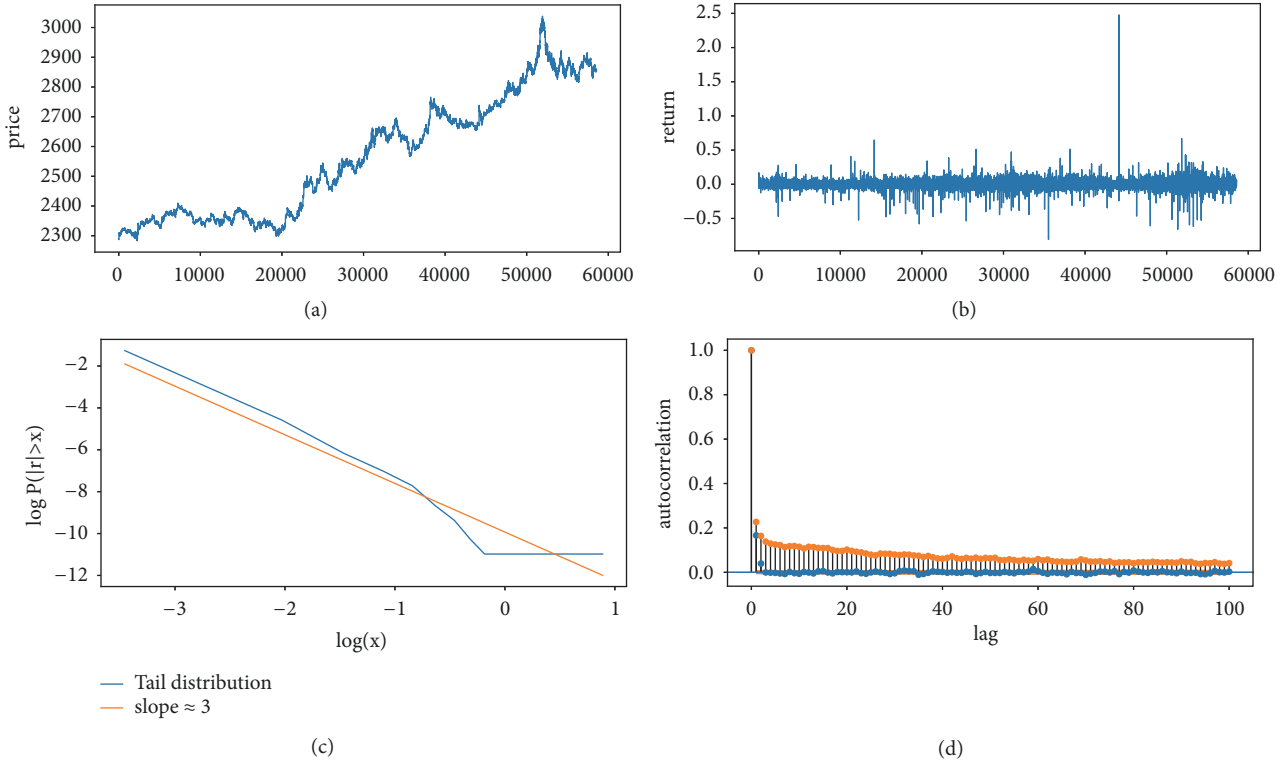 price
3000
2900
2800
2700
2600
2500
2400
2300
0 10000 20000 30000 40000 50000 60000
(a)
return
2.5
2.0
1.5
1.0
0.5
0.0
−0.5
0 10000 20000 30000 40000 50000 60000
(b)
log P(|r|>x)
−2
−4
−6
−8
−10
−12
−3 −2 −1 0 1
log(x)
Tail distribution
slope ≈ 3
(c)
autocorrelation
1.0
0.8
0.6
0.4
0.2
0.0
0 20 40 60 80 100
lag
(d)